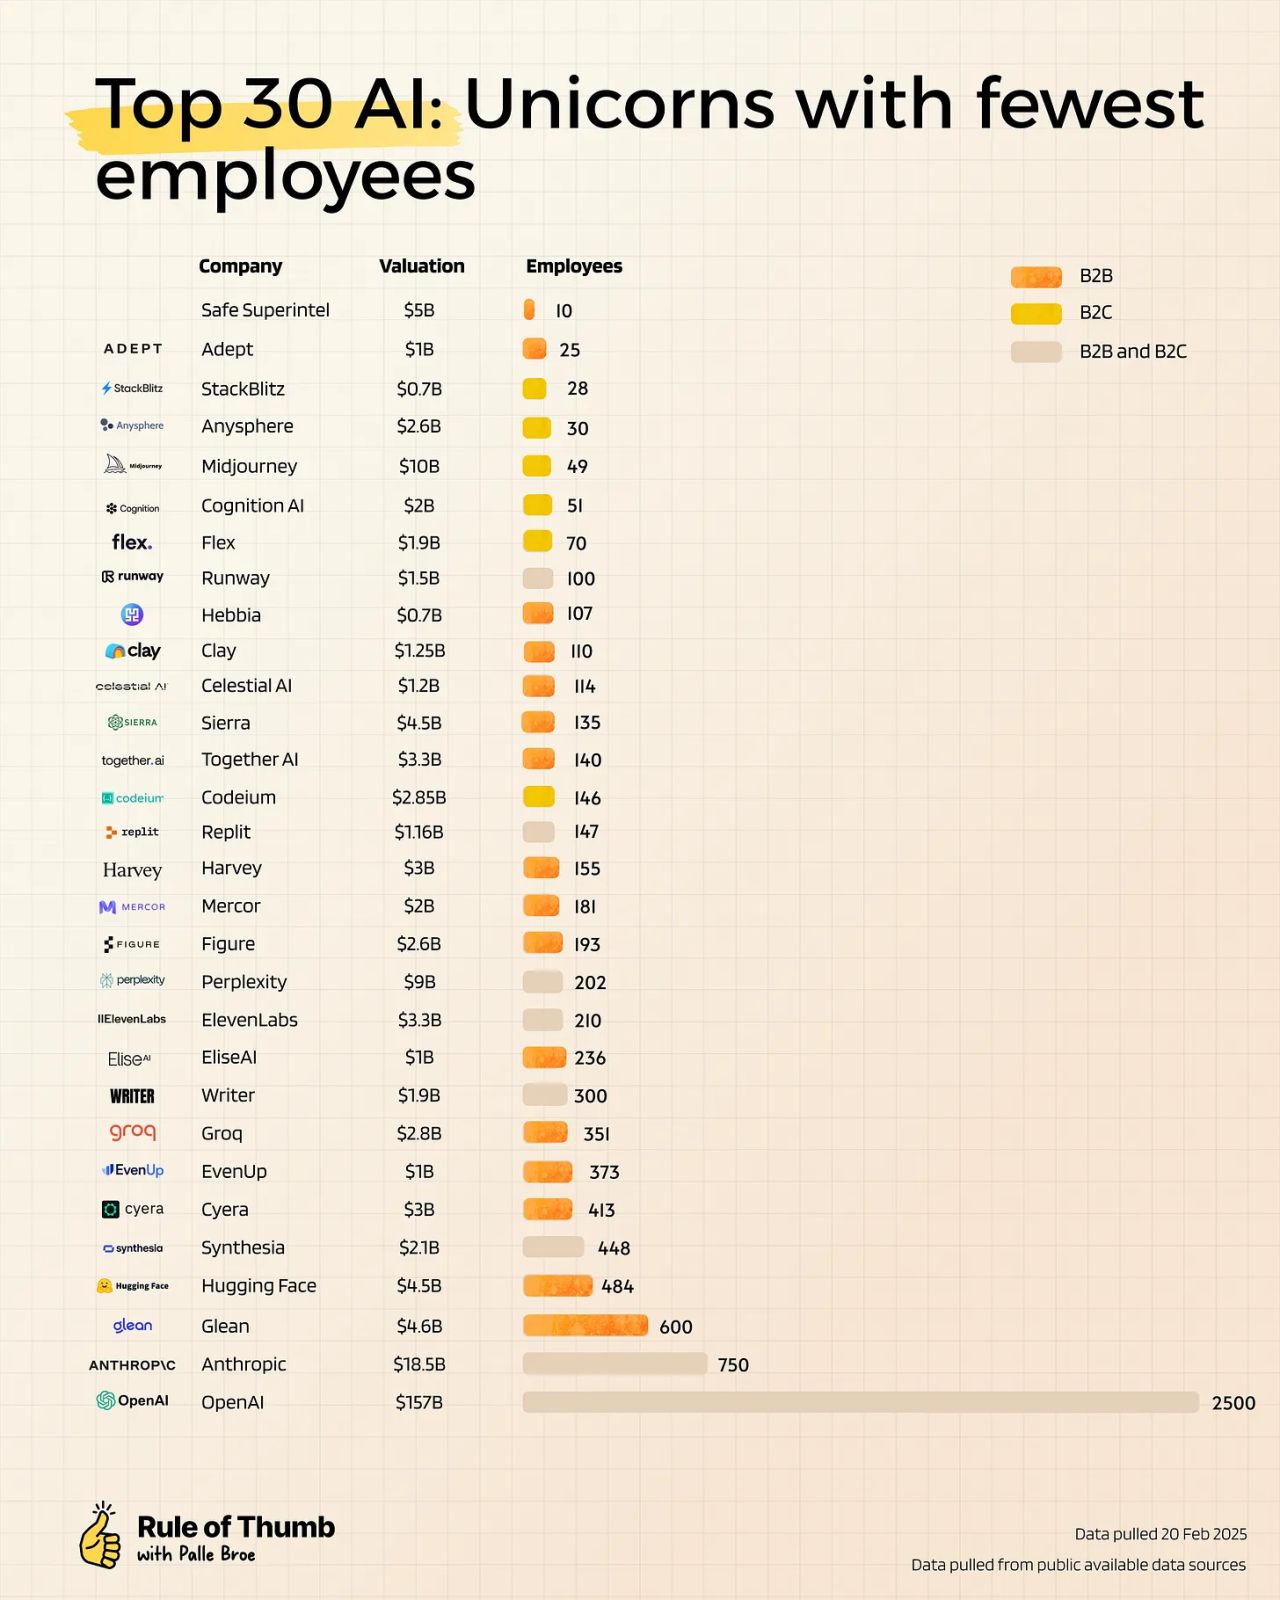 Top 30 AI: Unicorns with fewest
employees
Company Valuation Employees
B2B
B2C
B2B and B2C
Safe Superintel $5B 10
ADEPT Adept $1B 25
StackBlitz StackBlitz $0.7B 28
Anysphere Anysphere $2.6B 30
Midjourney Midjourney $10B 49
Cognition Cognition AI $2B 51
flex. Flex $1.9B 70
runway Runway $1.5B 100
Hebbia $0.7B 107
clay Clay $1.25B 110
celestial AI Celestial AI $1.2B 114
SIERRA Sierra $4.5B 135
together.ai Together AI $3.3B 140
codeium Codeium $2.85B 146
replit Replit $1.16B 147
Harvey Harvey $3B 155
MERCOR Mercor $2B 181
FIGURE Figure $2.6B 193
perplexity Perplexity $9B 202
IIElevenLabs ElevenLabs $3.3B 210
EliseAI EliseAI $1B 236
WRITER Writer $1.9B 300
groq Groq $2.8B 351
EvenUp EvenUp $1B 373
cyera Cyera $3B 413
synthesia Synthesia $2.1B 448
Hugging Face Hugging Face $4.5B 484
glean Glean $4.6B 600
ANTHROP\C Anthropic $18.5B 750
OpenAI OpenAI $157B 2500
Rule of Thumb
with Palle Broe
Data pulled 20 Feb 2025
Data pulled from public available data sources